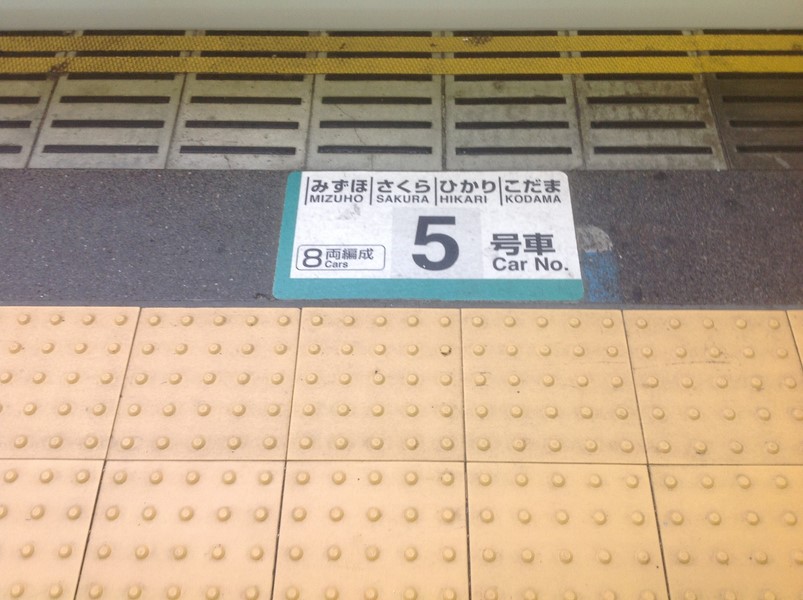 みずほ さくら ひかり こだま
MIZUHO SAKURA HIKARI KODAMA
8両編成 5 号車
Cars Car No.